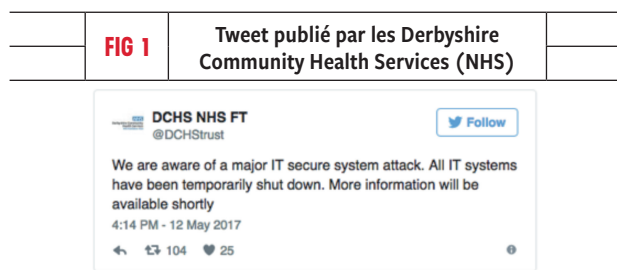 FIG 1
Tweet publié par les Derbyshire
Community Health Services (NHS)
DCHS NHS FT
@DCHStrust
Follow
We are aware of a major IT secure system attack. All IT systems
have been temporarily shut down. More information will be
available shortly
4:14 PM - 12 May 2017
104 25